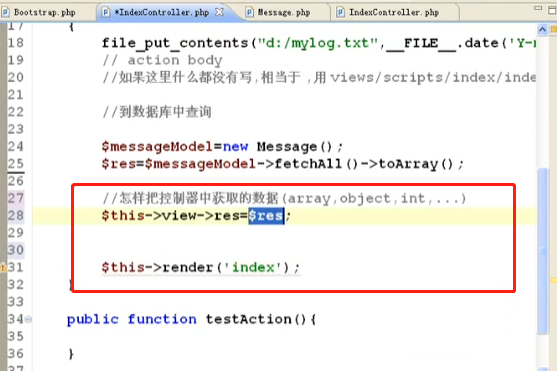 Bootstrap.php *IndexController.php Message.php IndexController.php
17 {
18 file_put_contents("d:/mylog.txt",__FILE__.date('Y-
19 // action body
20 //如果这里什么都没有写,相当于 ,用 views/scripts/index/inde
21
22 //到数据库中查询
23
24 $messageModel=new Message();
25 $res=$messageModel->fetchAll()->toArray();
26
27 //怎样把控制器中获取的数据(array,object,int,...)
28 $this->view->res=$res;
29
30
31 $this->render('index');
32
33
34 public function testAction(){
35
36 }
37